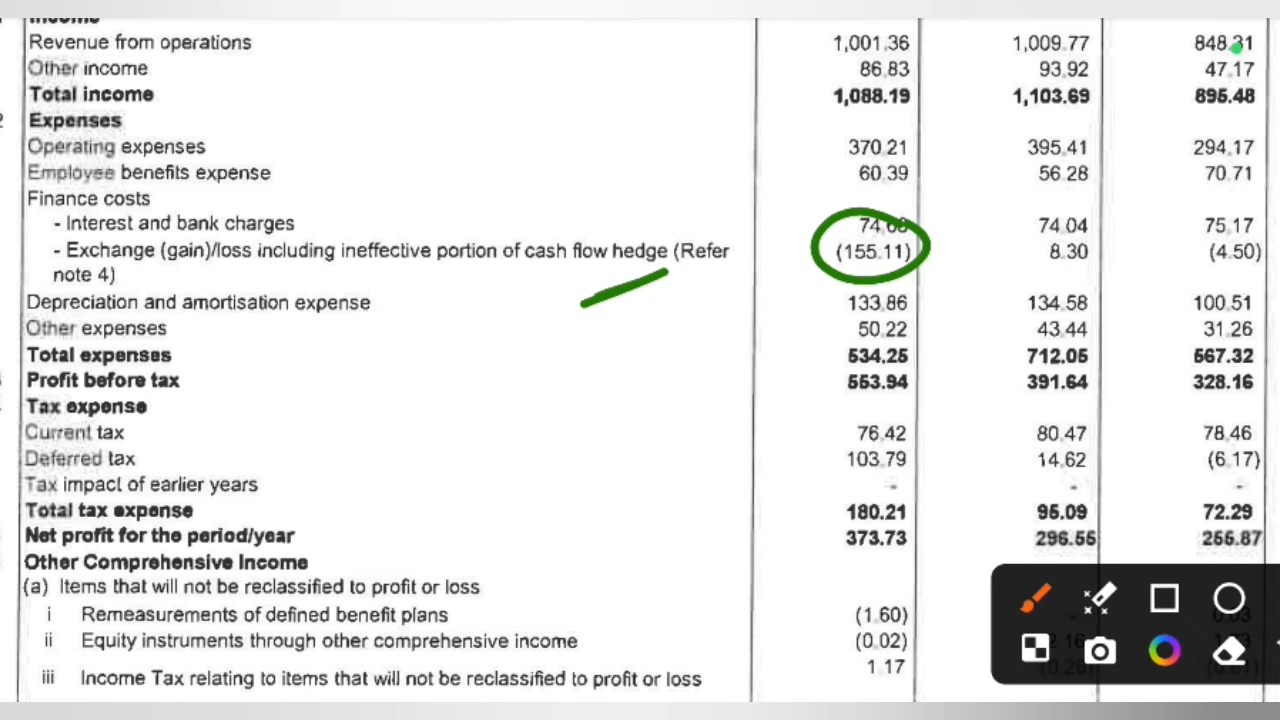 Income
Revenue from operations 1,001.36 1,009.77 848.31
Other income 86.83 93.92 47.17
Total income 1,088.19 1,103.69 895.48
2 Expenses
Operating expenses 370.21 395.41 294.17
Employee benefits expense 60.39 56.28 70.71
Finance costs
- Interest and bank charges 74.68 74.04 75.17
- Exchange (gain)/loss including ineffective portion of cash flow hedge (Refer (155.11) 8.30 (4.50)
note 4)
Depreciation and amortisation expense 133.86 134.58 100.51
Other expenses 50.22 43.44 31.26
Total expenses 534.25 712.05 567.32
Profit before tax 553.94 391.64 328.16
Tax expense
Current tax 76.42 80.47 78.46
Deferred tax 103.79 14.62 (6.17)
Tax impact of earlier years - - -
Total tax expense 180.21 95.09 72.29
Net profit for the period/year 373.73 296.55 255.87
Other Comprehensive Income
(a) Items that will not be reclassified to profit or loss
i Remeasurements of defined benefit plans (1.60)
ii Equity instruments through other comprehensive income (0.02)
iii Income Tax relating to items that will not be reclassified to profit or loss 1.17